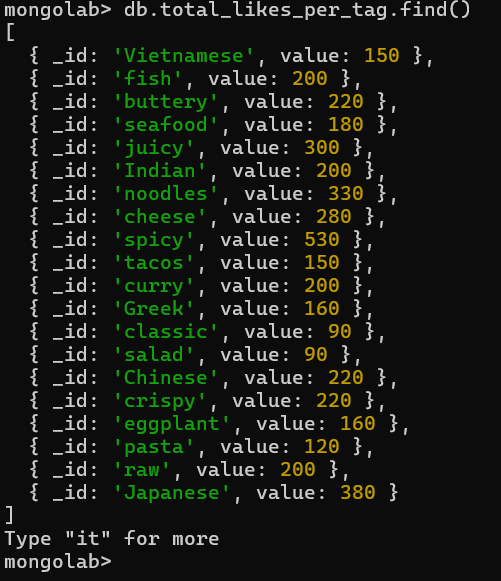 mongolab> db.total_likes_per_tag.find()
[
  { _id: 'Vietnamese', value: 150 },
  { _id: 'fish', value: 200 },
  { _id: 'buttery', value: 220 },
  { _id: 'seafood', value: 180 },
  { _id: 'juicy', value: 300 },
  { _id: 'Indian', value: 200 },
  { _id: 'noodles', value: 330 },
  { _id: 'cheese', value: 280 },
  { _id: 'spicy', value: 530 },
  { _id: 'tacos', value: 150 },
  { _id: 'curry', value: 200 },
  { _id: 'Greek', value: 160 },
  { _id: 'classic', value: 90 },
  { _id: 'salad', value: 90 },
  { _id: 'Chinese', value: 220 },
  { _id: 'crispy', value: 220 },
  { _id: 'eggplant', value: 160 },
  { _id: 'pasta', value: 120 },
  { _id: 'raw', value: 200 },
  { _id: 'Japanese', value: 380 }
]
Type "it" for more
mongolab>